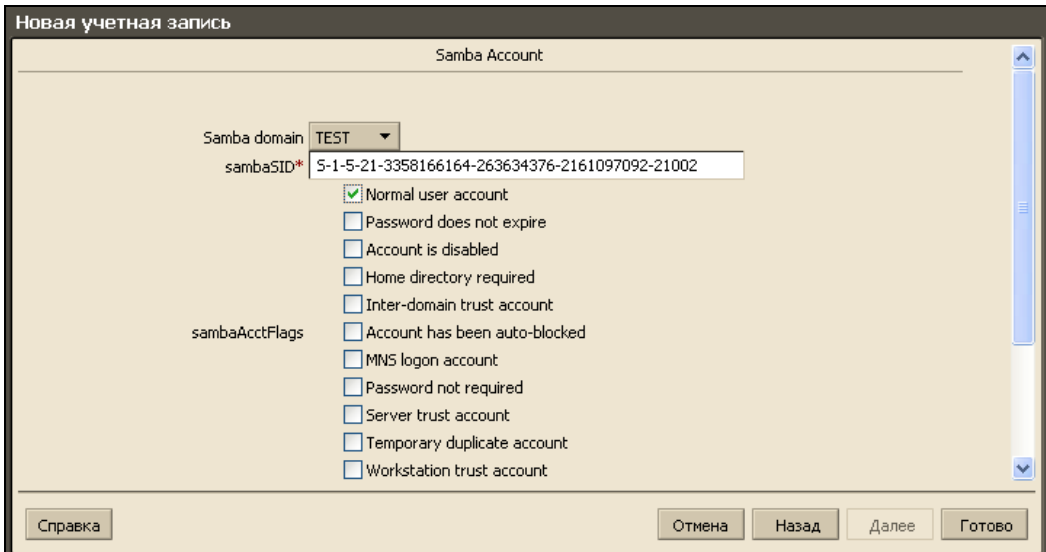 Новая учетная запись
Samba Account
Samba domain TEST
sambaSID* S-1-5-21-3358166164-263634376-2161097092-21002
Normal user account
Password does not expire
Account is disabled
Home directory required
Inter-domain trust account
sambaAcctFlags Account has been auto-blocked
MNS logon account
Password not required
Server trust account
Temporary duplicate account
Workstation trust account
Справка Отмена Назад Далее Готово